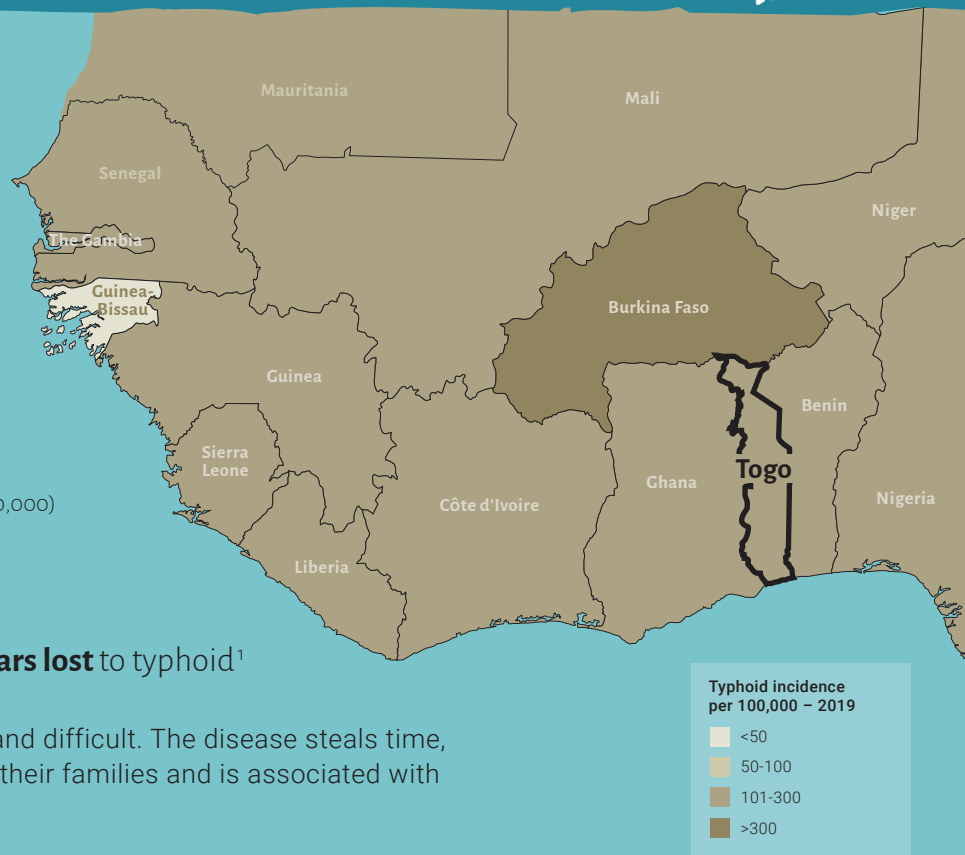 Mauritania
Mali
Senegal
Niger
The Gambia
Guinea-
Bissau
Burkina Faso
Guinea
Benin
Sierra
Leone
Togo
Ghana
Côte d'Ivoire
Nigeria
0,000)
Liberia
ars lost to typhoid¹
and difficult. The disease steals time,
their families and is associated with
Typhoid incidence
per 100,000 – 2019
<50
50-100
101-300
>300